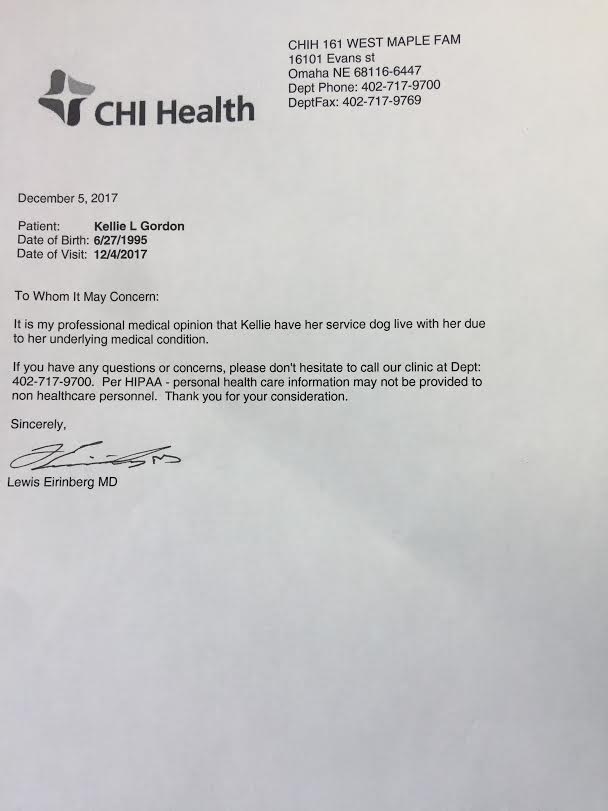 CHI Health
CHIH 161 WEST MAPLE FAM
16101 Evans st
Omaha NE 68116-6447
Dept Phone: 402-717-9700
DeptFax: 402-717-9769
December 5, 2017
Patient: Kellie L Gordon
Date of Birth: 6/27/1995
Date of Visit: 12/4/2017
To Whom It May Concern:
It is my professional medical opinion that Kellie have her service dog live with her due
to her underlying medical condition.
If you have any questions or concerns, please don't hesitate to call our clinic at Dept:
402-717-9700. Per HIPAA - personal health care information may not be provided to
non healthcare personnel. Thank you for your consideration.
Sincerely,
Lewis Eirinberg MD